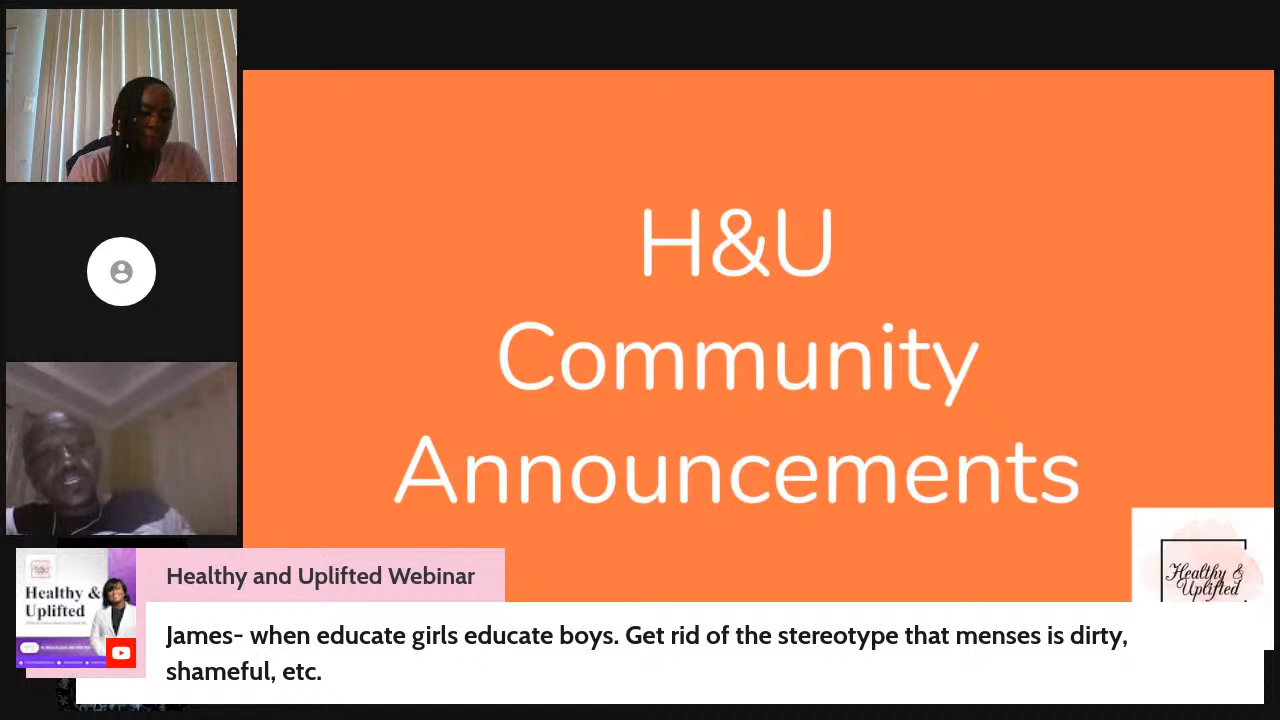 H&U
Community
Announcements
Healthy &
Uplifted
Healthy &
Uplifted
Healthy and Uplifted Webinar
James- when educate girls educate boys. Get rid of the stereotype that menses is dirty,
shameful, etc.